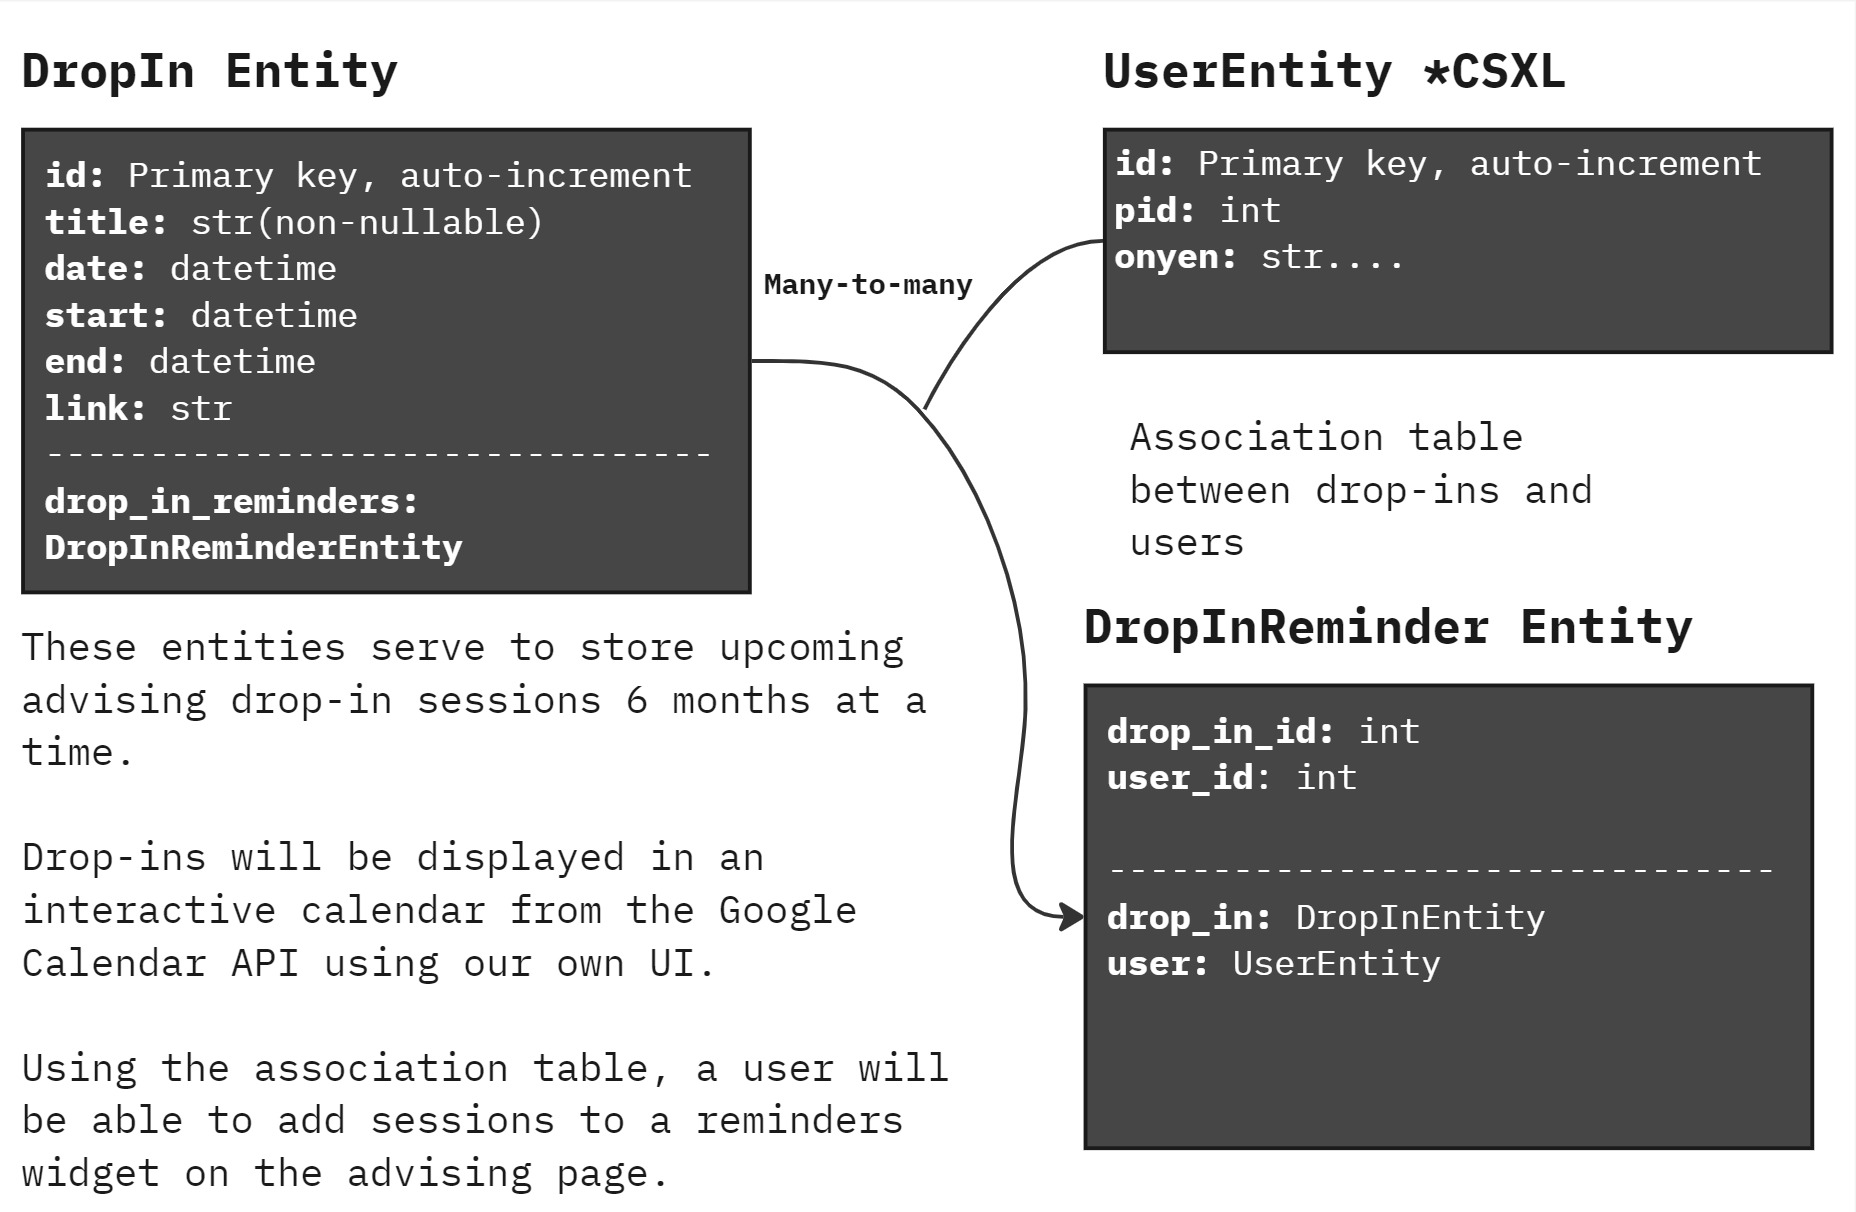 DropIn Entity
id: Primary key, auto-increment
title: str(non-nullable)
date: datetime
start: datetime
end: datetime
link: str
--------------------------------
drop_in_reminders:
DropInReminderEntity
These entities serve to store upcoming
advising drop-in sessions 6 months at a
time.
Drop-ins will be displayed in an
interactive calendar from the Google
Calendar API using our own UI.
Using the association table, a user will
be able to add sessions to a reminders
widget on the advising page.
Many-to-many
UserEntity *CSXL
id: Primary key, auto-increment
pid: int
onyen: str....
Association table
between drop-ins and
users
DropInReminder Entity
drop_in_id: int
user_id: int
--------------------------------
drop_in: DropInEntity
user: UserEntity